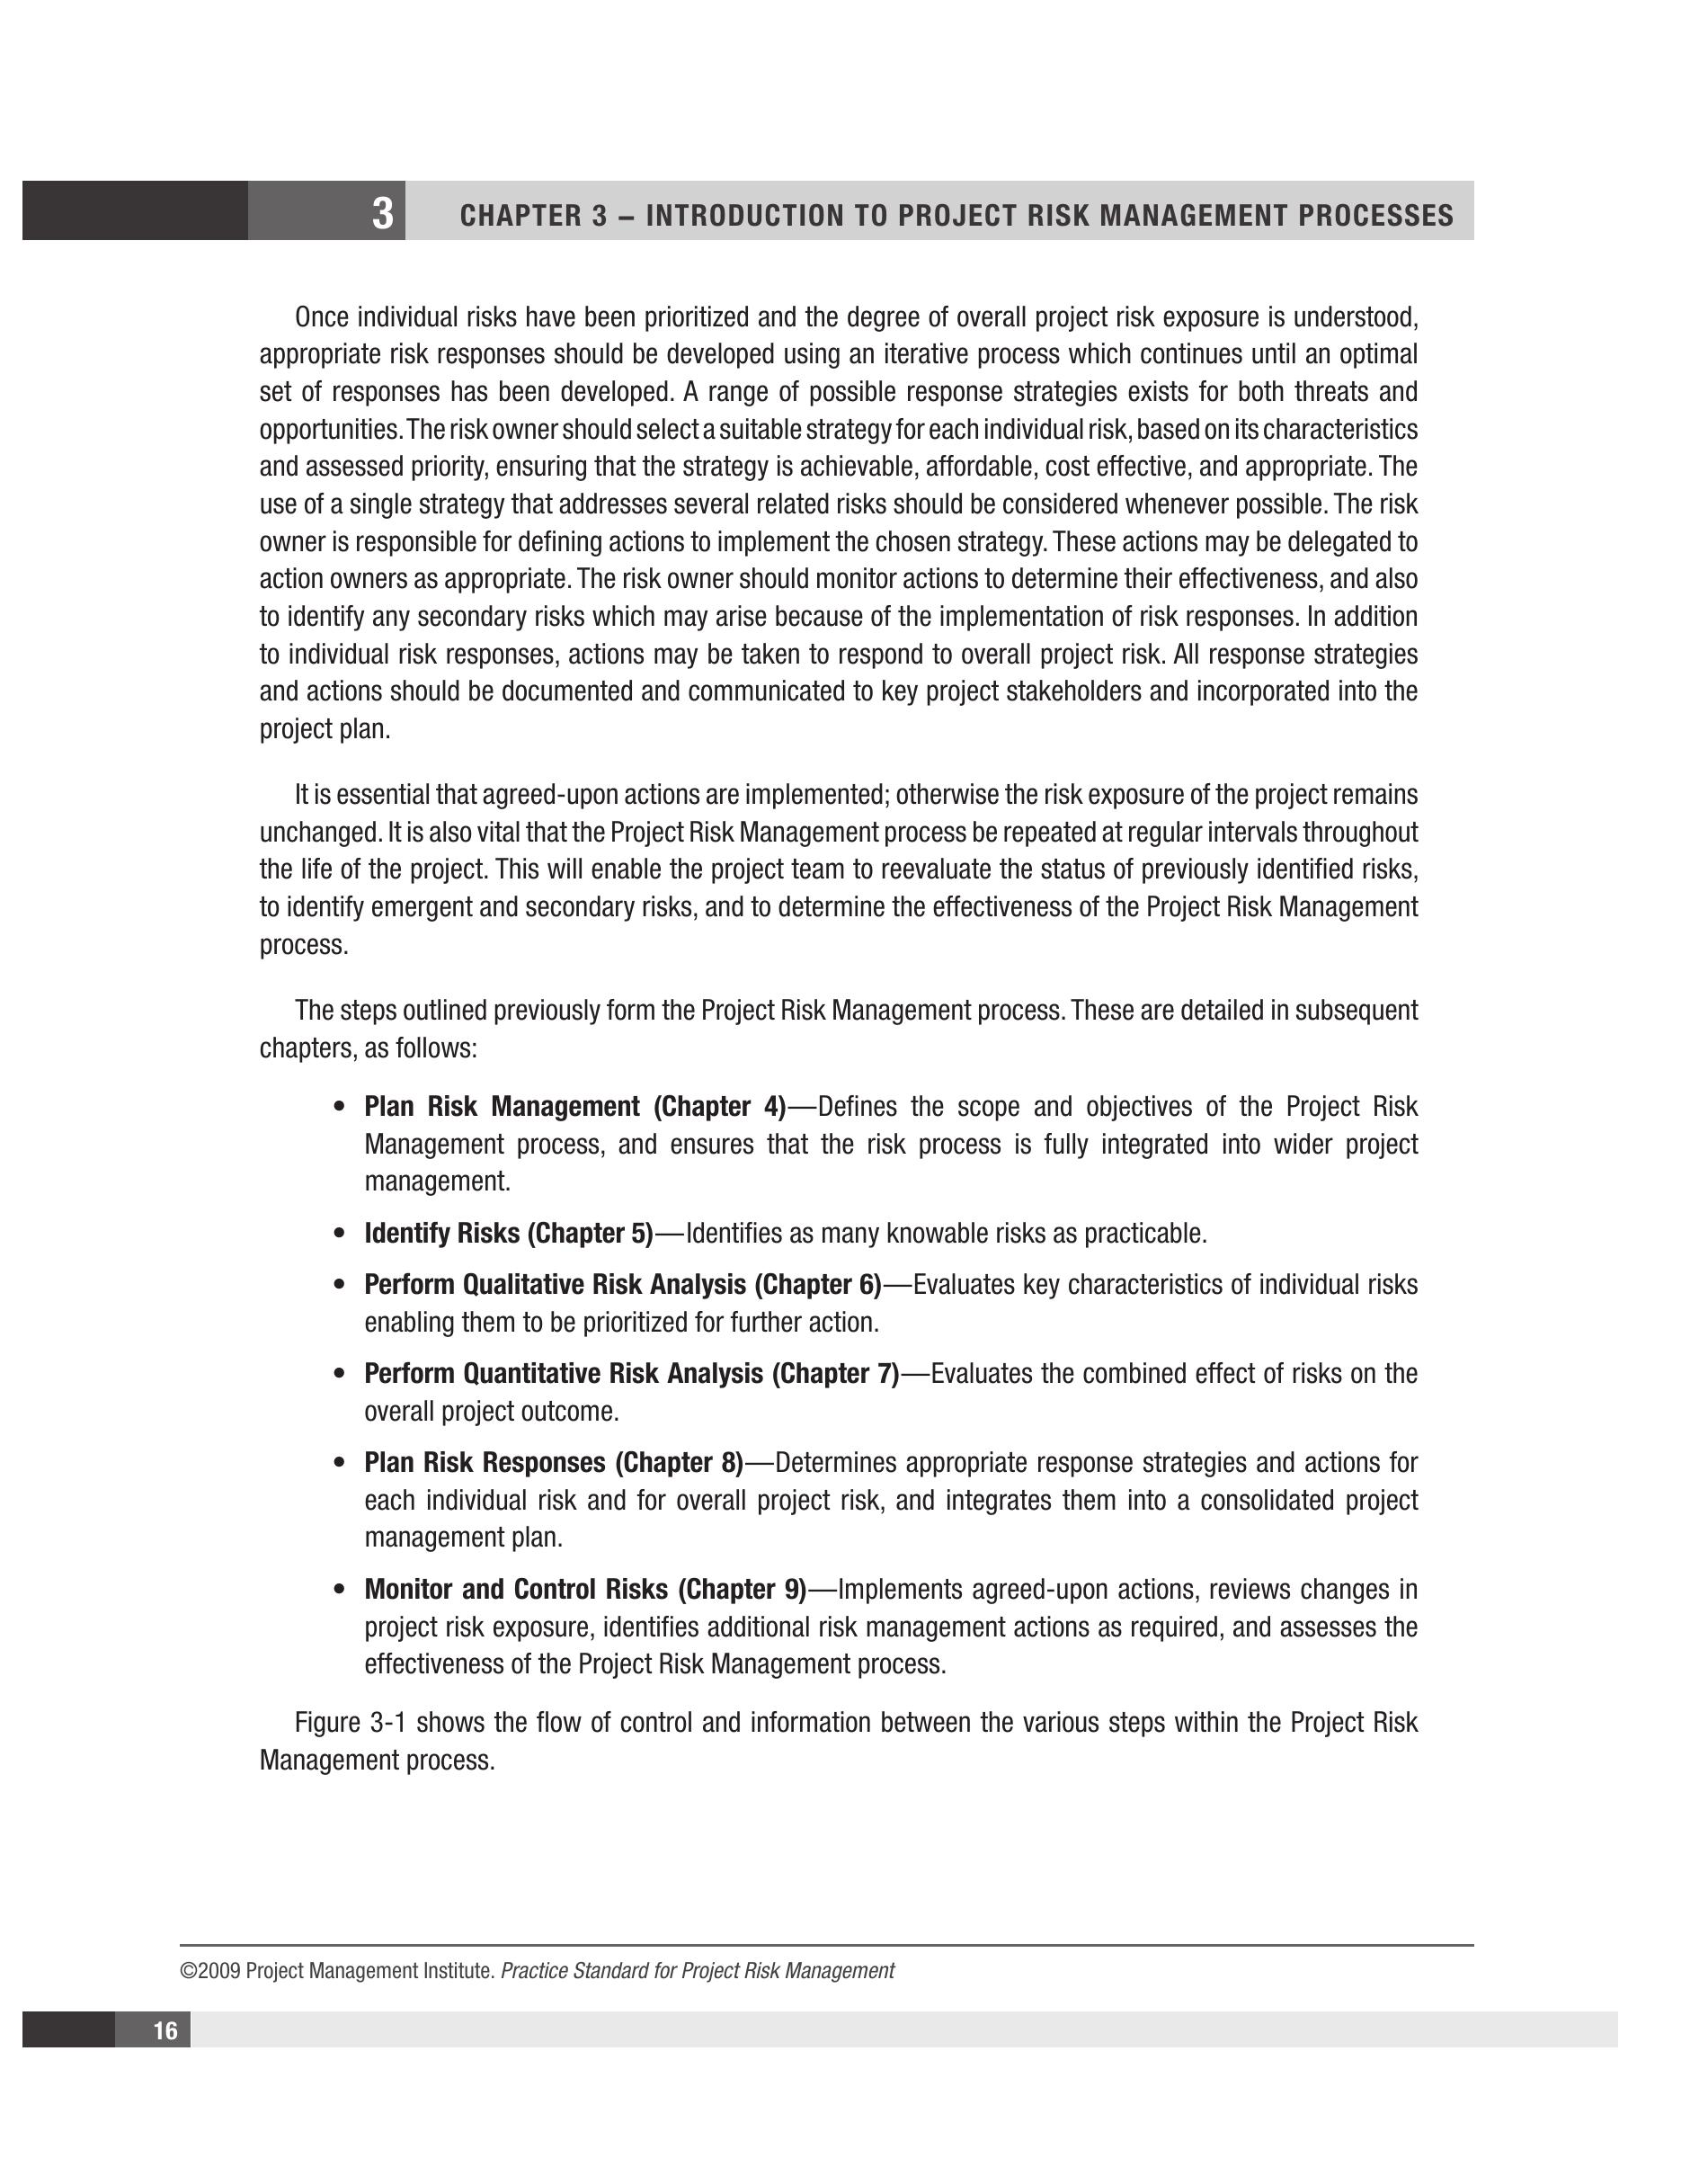 3
CHAPTER 3 – INTRODUCTION TO PROJECT RISK MANAGEMENT PROCESSES
Once individual risks have been prioritized and the degree of overall project risk exposure is understood,
appropriate risk responses should be developed using an iterative process which continues until an optimal
set of responses has been developed. A range of possible response strategies exists for both threats and
opportunities. The risk owner should select a suitable strategy for each individual risk, based on its characteristics
and assessed priority, ensuring that the strategy is achievable, affordable, cost effective, and appropriate. The
use of a single strategy that addresses several related risks should be considered whenever possible. The risk
owner is responsible for defining actions to implement the chosen strategy. These actions may be delegated to
action owners as appropriate. The risk owner should monitor actions to determine their effectiveness, and also
to identify any secondary risks which may arise because of the implementation of risk responses. In addition
to individual risk responses, actions may be taken to respond to overall project risk. All response strategies
and actions should be documented and communicated to key project stakeholders and incorporated into the
project plan.
It is essential that agreed-upon actions are implemented; otherwise the risk exposure of the project remains
unchanged. It is also vital that the Project Risk Management process be repeated at regular intervals throughout
the life of the project. This will enable the project team to reevaluate the status of previously identified risks,
to identify emergent and secondary risks, and to determine the effectiveness of the Project Risk Management
process.
The steps outlined previously form the Project Risk Management process. These are detailed in subsequent
chapters, as follows:
• Plan Risk Management (Chapter 4)—Defines the scope and objectives of the Project Risk
Management process, and ensures that the risk process is fully integrated into wider project
management.
• Identify Risks (Chapter 5)—Identifies as many knowable risks as practicable.
• Perform Qualitative Risk Analysis (Chapter 6)—Evaluates key characteristics of individual risks
enabling them to be prioritized for further action.
• Perform Quantitative Risk Analysis (Chapter 7)—Evaluates the combined effect of risks on the
overall project outcome.
• Plan Risk Responses (Chapter 8)—Determines appropriate response strategies and actions for
each individual risk and for overall project risk, and integrates them into a consolidated project
management plan.
• Monitor and Control Risks (Chapter 9)—Implements agreed-upon actions, reviews changes in
project risk exposure, identifies additional risk management actions as required, and assesses the
effectiveness of the Project Risk Management process.
Figure 3-1 shows the flow of control and information between the various steps within the Project Risk
Management process.
©2009 Project Management Institute. Practice Standard for Project Risk Management
16